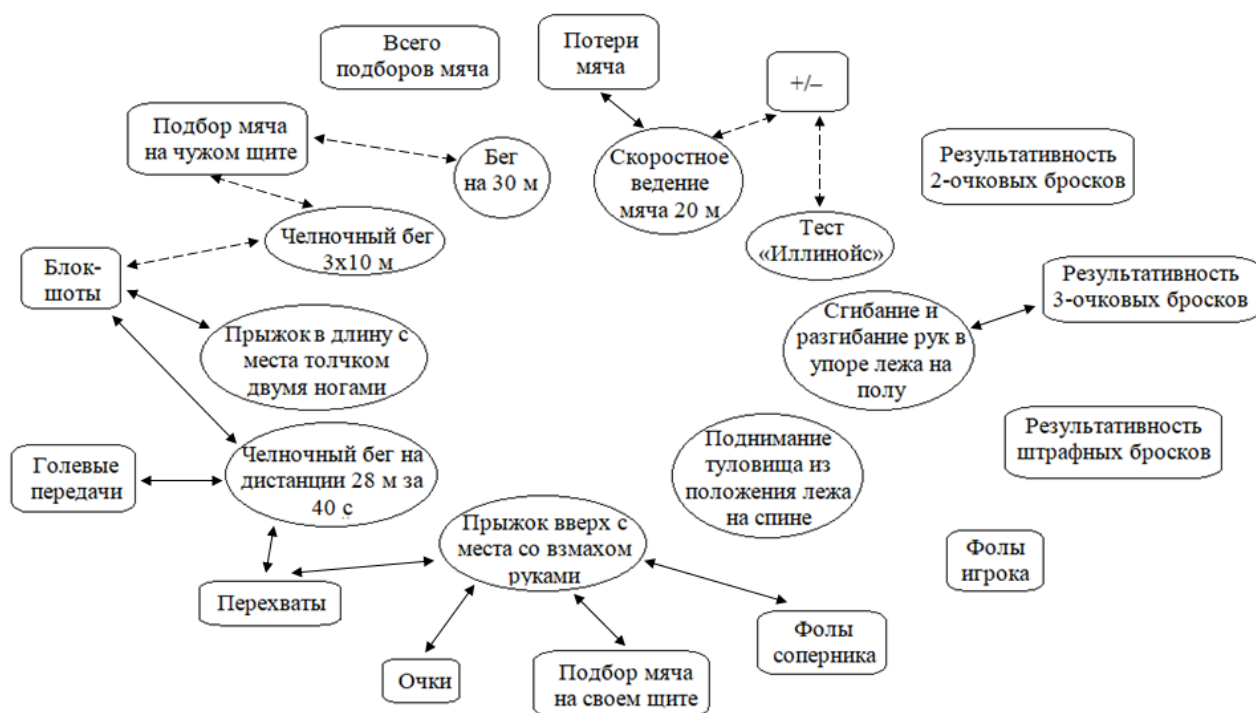 Всего
подборов мяча
Потери
мяча
+/–
Подбор мяча
на чужом щите
Бег
на 30 м
Скоростное
ведение
мяча 20 м
Результативность
2-очковых бросков
Челночный бег
3х10 м
Тест
«Иллинойс»
Блок-
шоты
Результативность
3-очковых бросков
Прыжок в длину с
места толчком
двумя ногами
Сгибание и
разгибание рук в
упоре лежа на
полу
Голевые
передачи
Челночный бег на
дистанции 28 м за
40 с
Поднимание
туловища из
положения лежа
на спине
Результативность
штрафных бросков
Прыжок вверх с
места со взмахом
руками
Фолы
игрока
Перехваты
Очки
Подбор мяча
на своем щите
Фолы
соперника